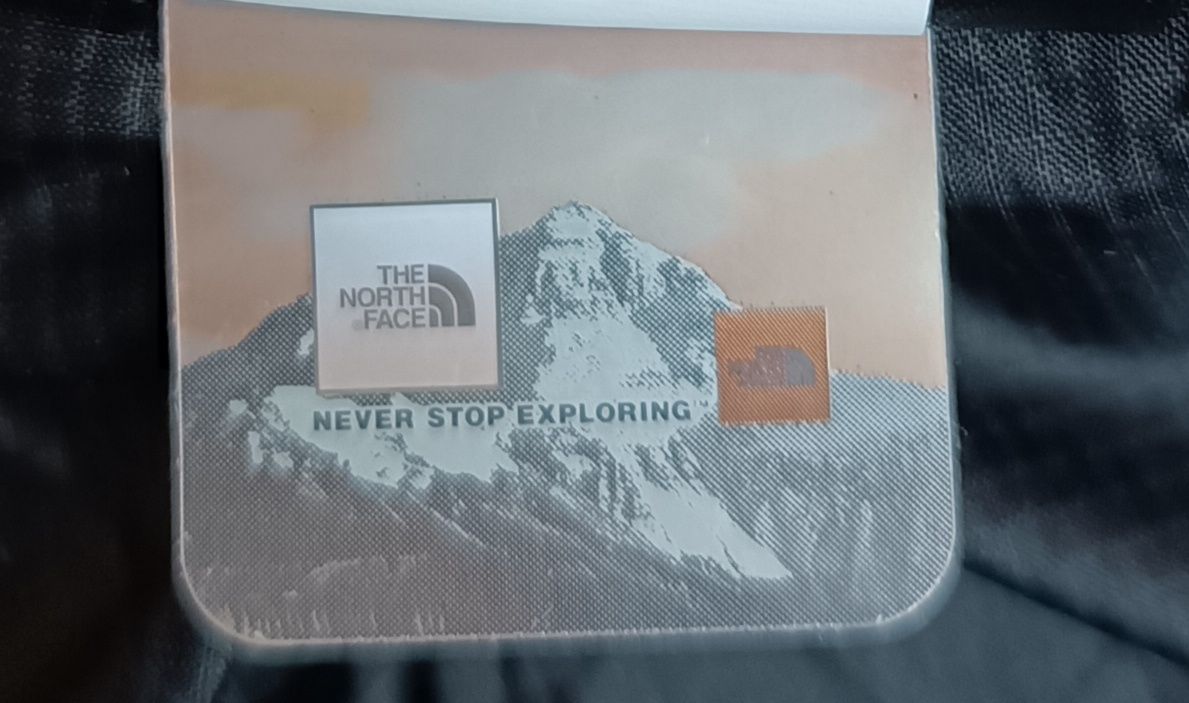 THE
NORTH
FACE
NEVER STOP EXPLORING